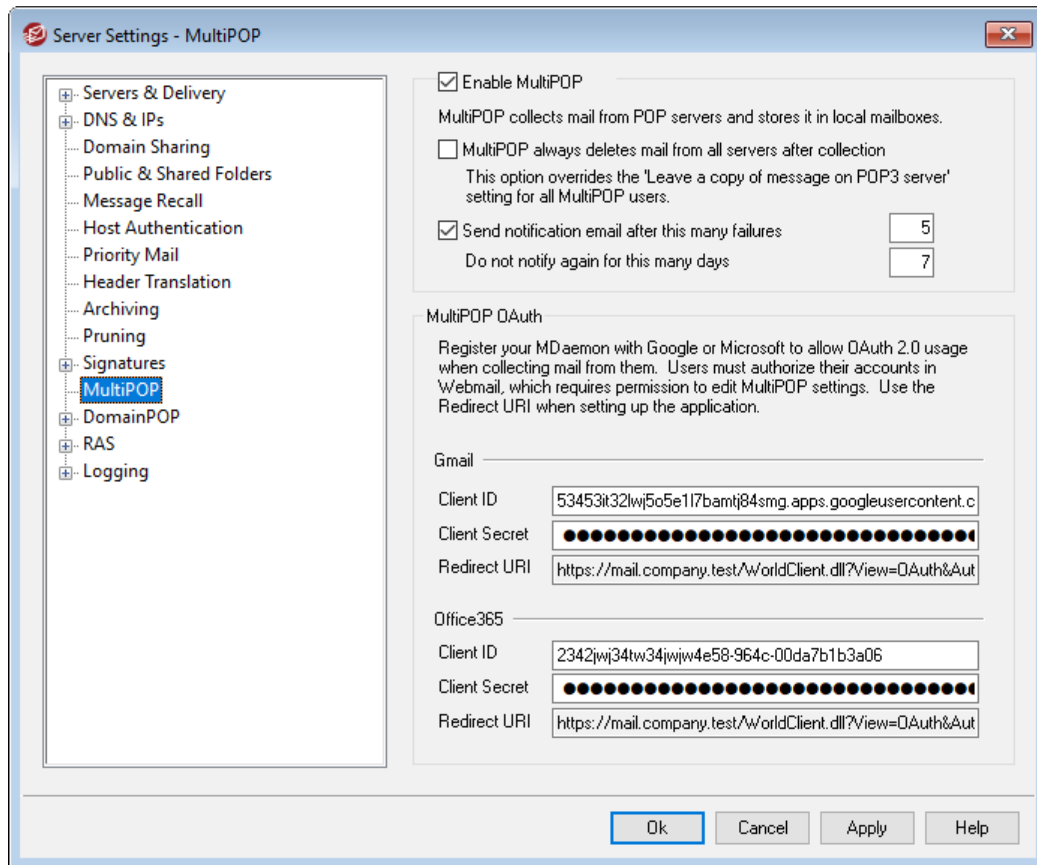 Server Settings - MultiPOP
Servers & Delivery
DNS & IPs
Domain Sharing
Public & Shared Folders
Message Recall
Host Authentication
Priority Mail
Header Translation
Archiving
Pruning
Signatures
MultiPOP
DomainPOP
RAS
Logging
Enable MultiPOP
MultiPOP collects mail from POP servers and stores it in local mailboxes.
MultiPOP always deletes mail from all servers after collection
This option overrides the 'Leave a copy of message on POP3 server'
setting for all MultiPOP users.
Send notification email after this many failures 5
Do not notify again for this many days 7
MultiPOP OAuth
Register your MDaemon with Google or Microsoft to allow OAuth 2.0 usage
when collecting mail from them.  Users must authorize their accounts in
Webmail, which requires permission to edit MultiPOP settings.  Use the
Redirect URI when setting up the application.
Gmail
Client ID 53453it32lwj5o5e1l7bamtj84smg.apps.googleusercontent.c
Client Secret
Redirect URI https://mail.company.test/WorldClient.dll?View=OAuth&Aut
Office365
Client ID 2342jwj34tw34jwjw4e58-964c-00da7b1b3a06
Client Secret
Redirect URI https://mail.company.test/WorldClient.dll?View=OAuth&Aut
Ok Cancel Apply Help